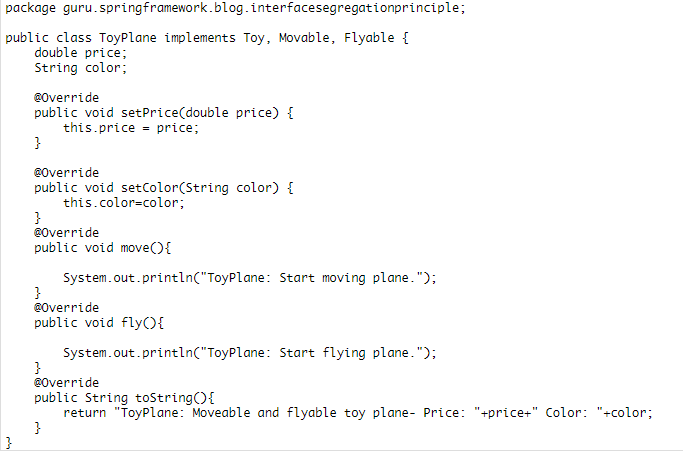 package guru.springframework.blog.interfacesegregationprinciple;

public class ToyPlane implements Toy, Movable, Flyable {
    double price;
    String color;

    @Override
    public void setPrice(double price) {
        this.price = price;
    }

    @Override
    public void setColor(String color) {
        this.color=color;
    }
    @Override
    public void move(){

        System.out.println("ToyPlane: Start moving plane.");
    }
    @Override
    public void fly(){

        System.out.println("ToyPlane: Start flying plane.");
    }
    @Override
    public String toString(){
        return "ToyPlane: Moveable and flyable toy plane- Price: "+price+" Color: "+color;
    }
}